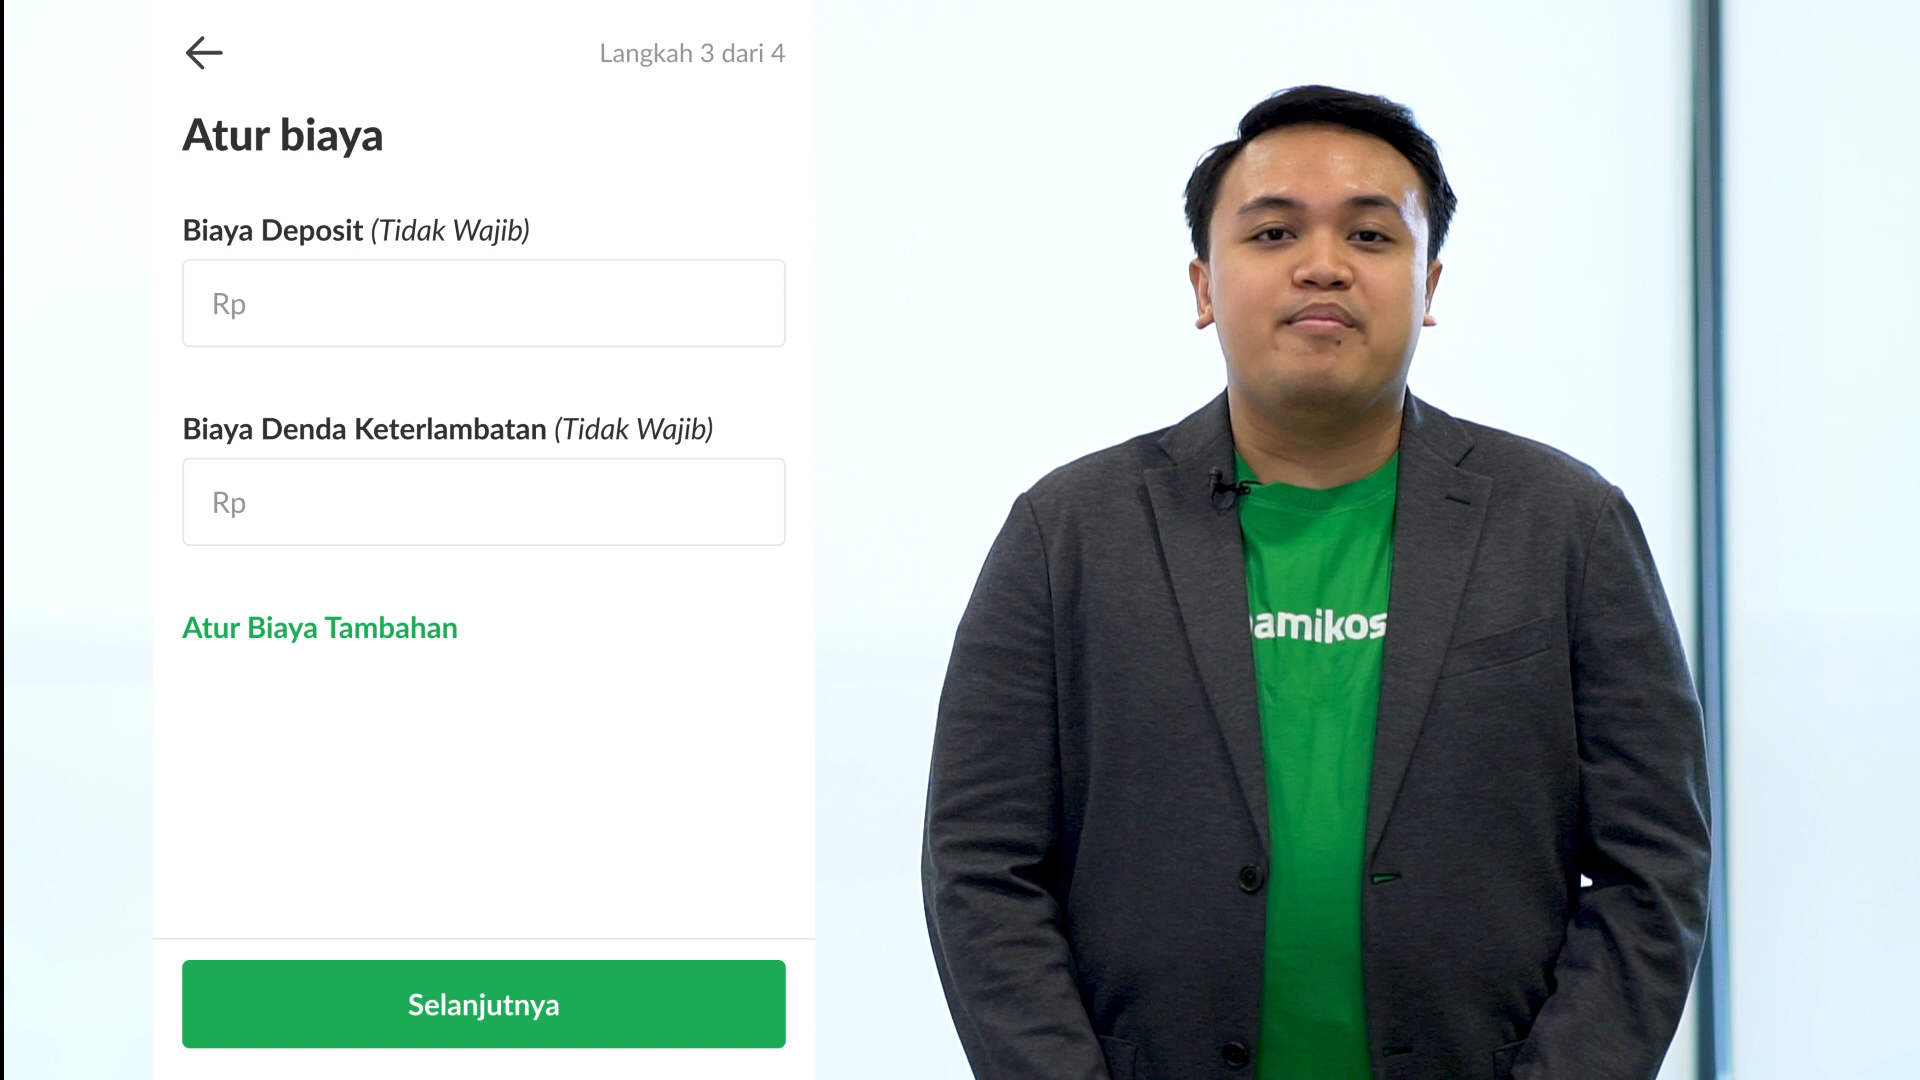 Langkah 3 dari 4
Atur biaya
Biaya Deposit (Tidak Wajib)
Rp
Biaya Denda Keterlambatan (Tidak Wajib)
Rp
Atur Biaya Tambahan
Selanjutnya
amikos